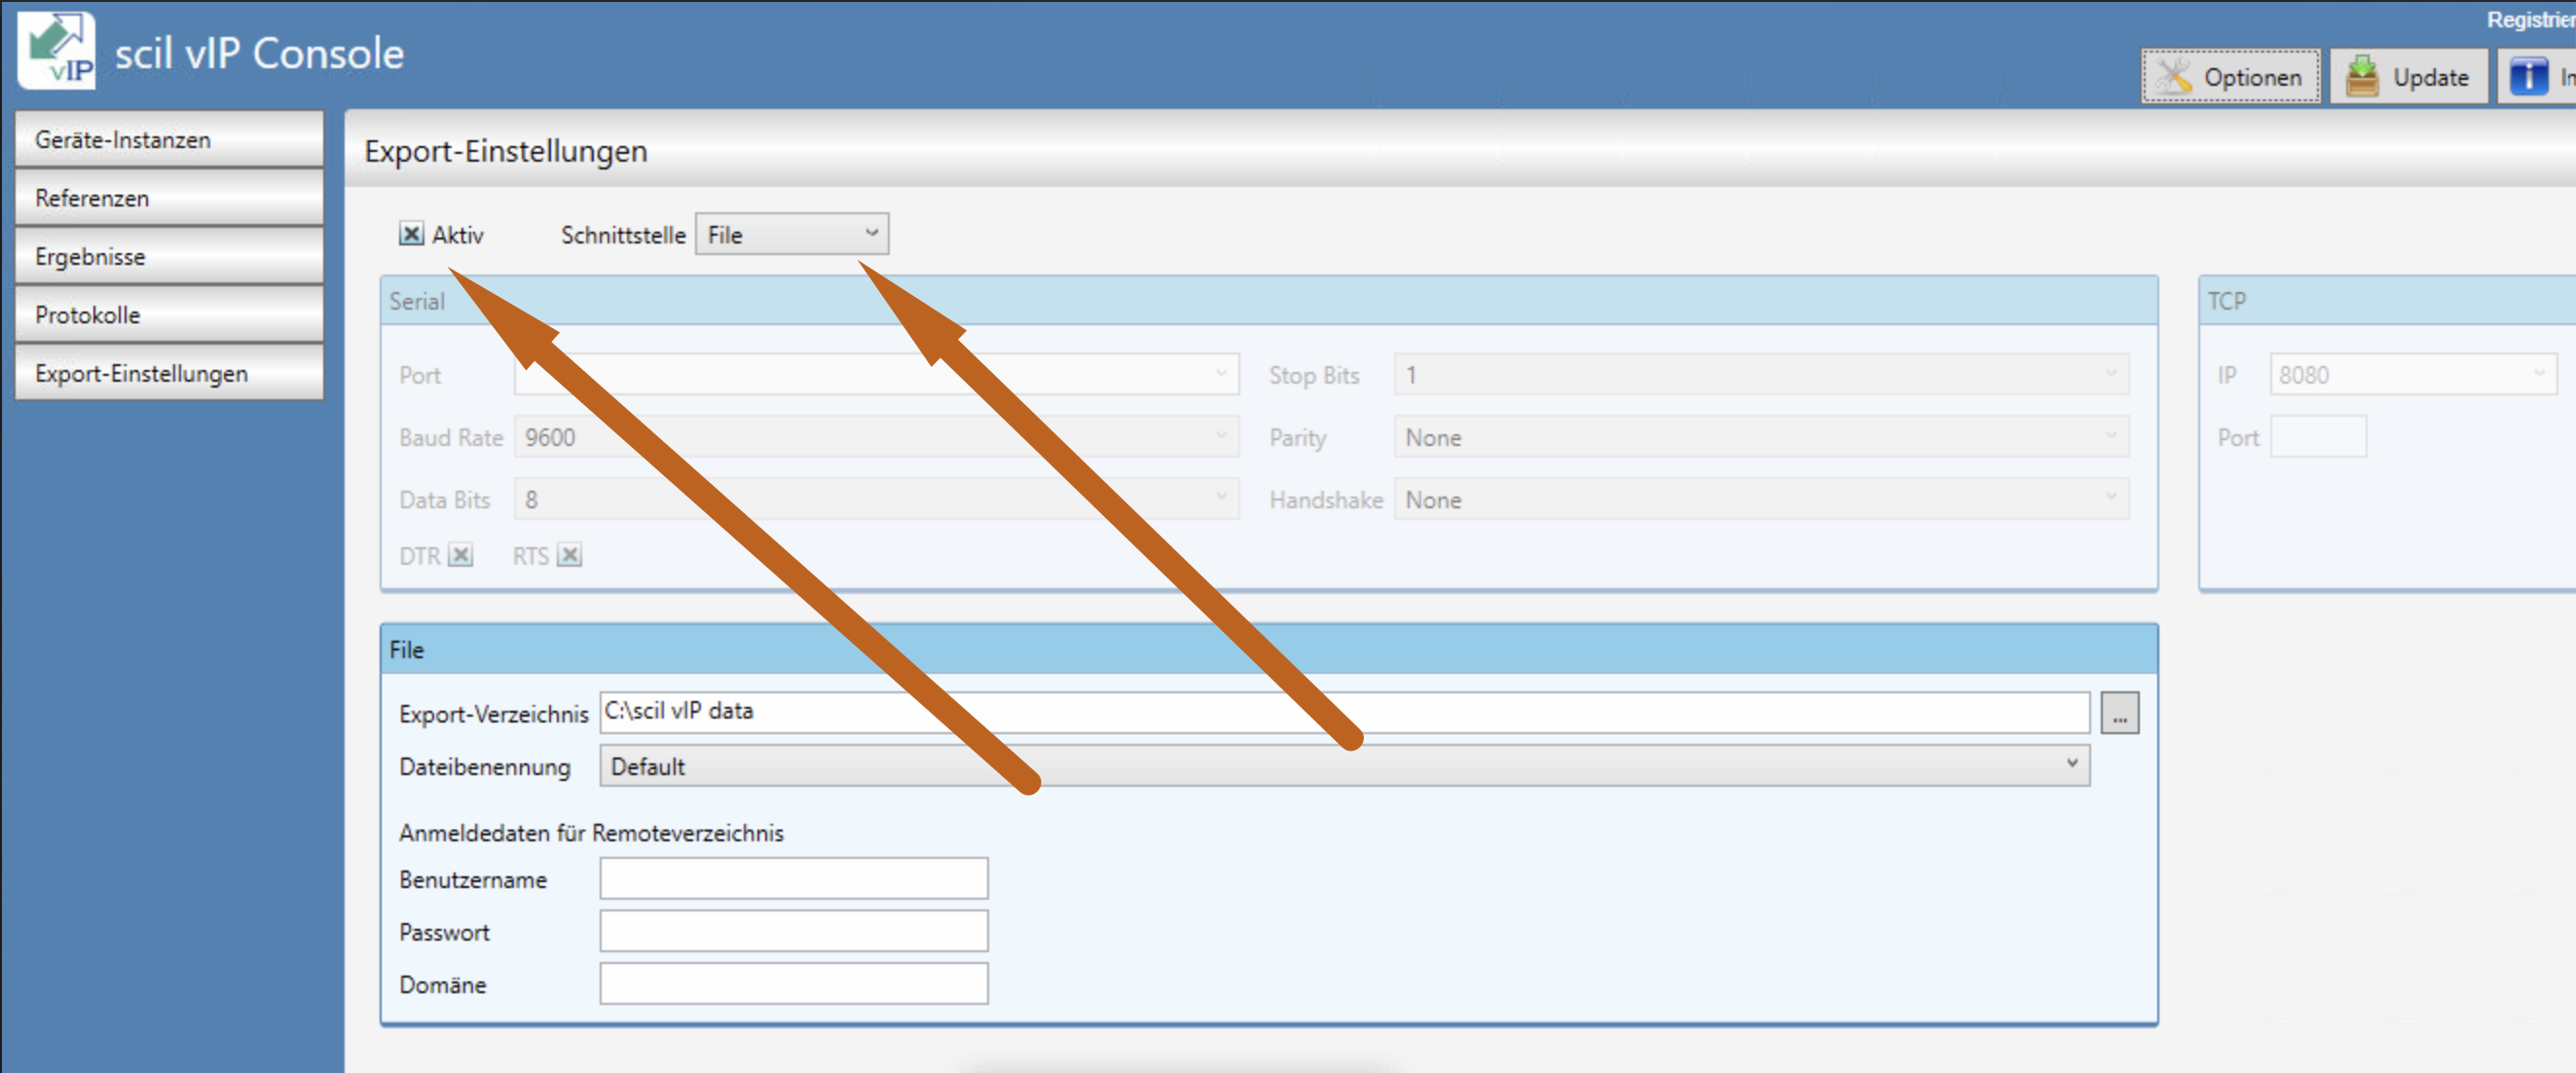 vIP
scil vIP Console
Registrier
Optionen
Update
In
Geräte-Instanzen
Referenzen
Ergebnisse
Protokolle
Export-Einstellungen
Export-Einstellungen
Aktiv
Schnittstelle File
Serial
Port
Stop Bits 1
Baud Rate 9600
Parity None
Data Bits 8
Handshake None
DTR RTS
TCP
IP 8080
Port
File
Export-Verzeichnis C:\scil vIP data ...
Dateibenennung Default
Anmeldedaten für Remoteverzeichnis
Benutzername
Passwort
Domäne